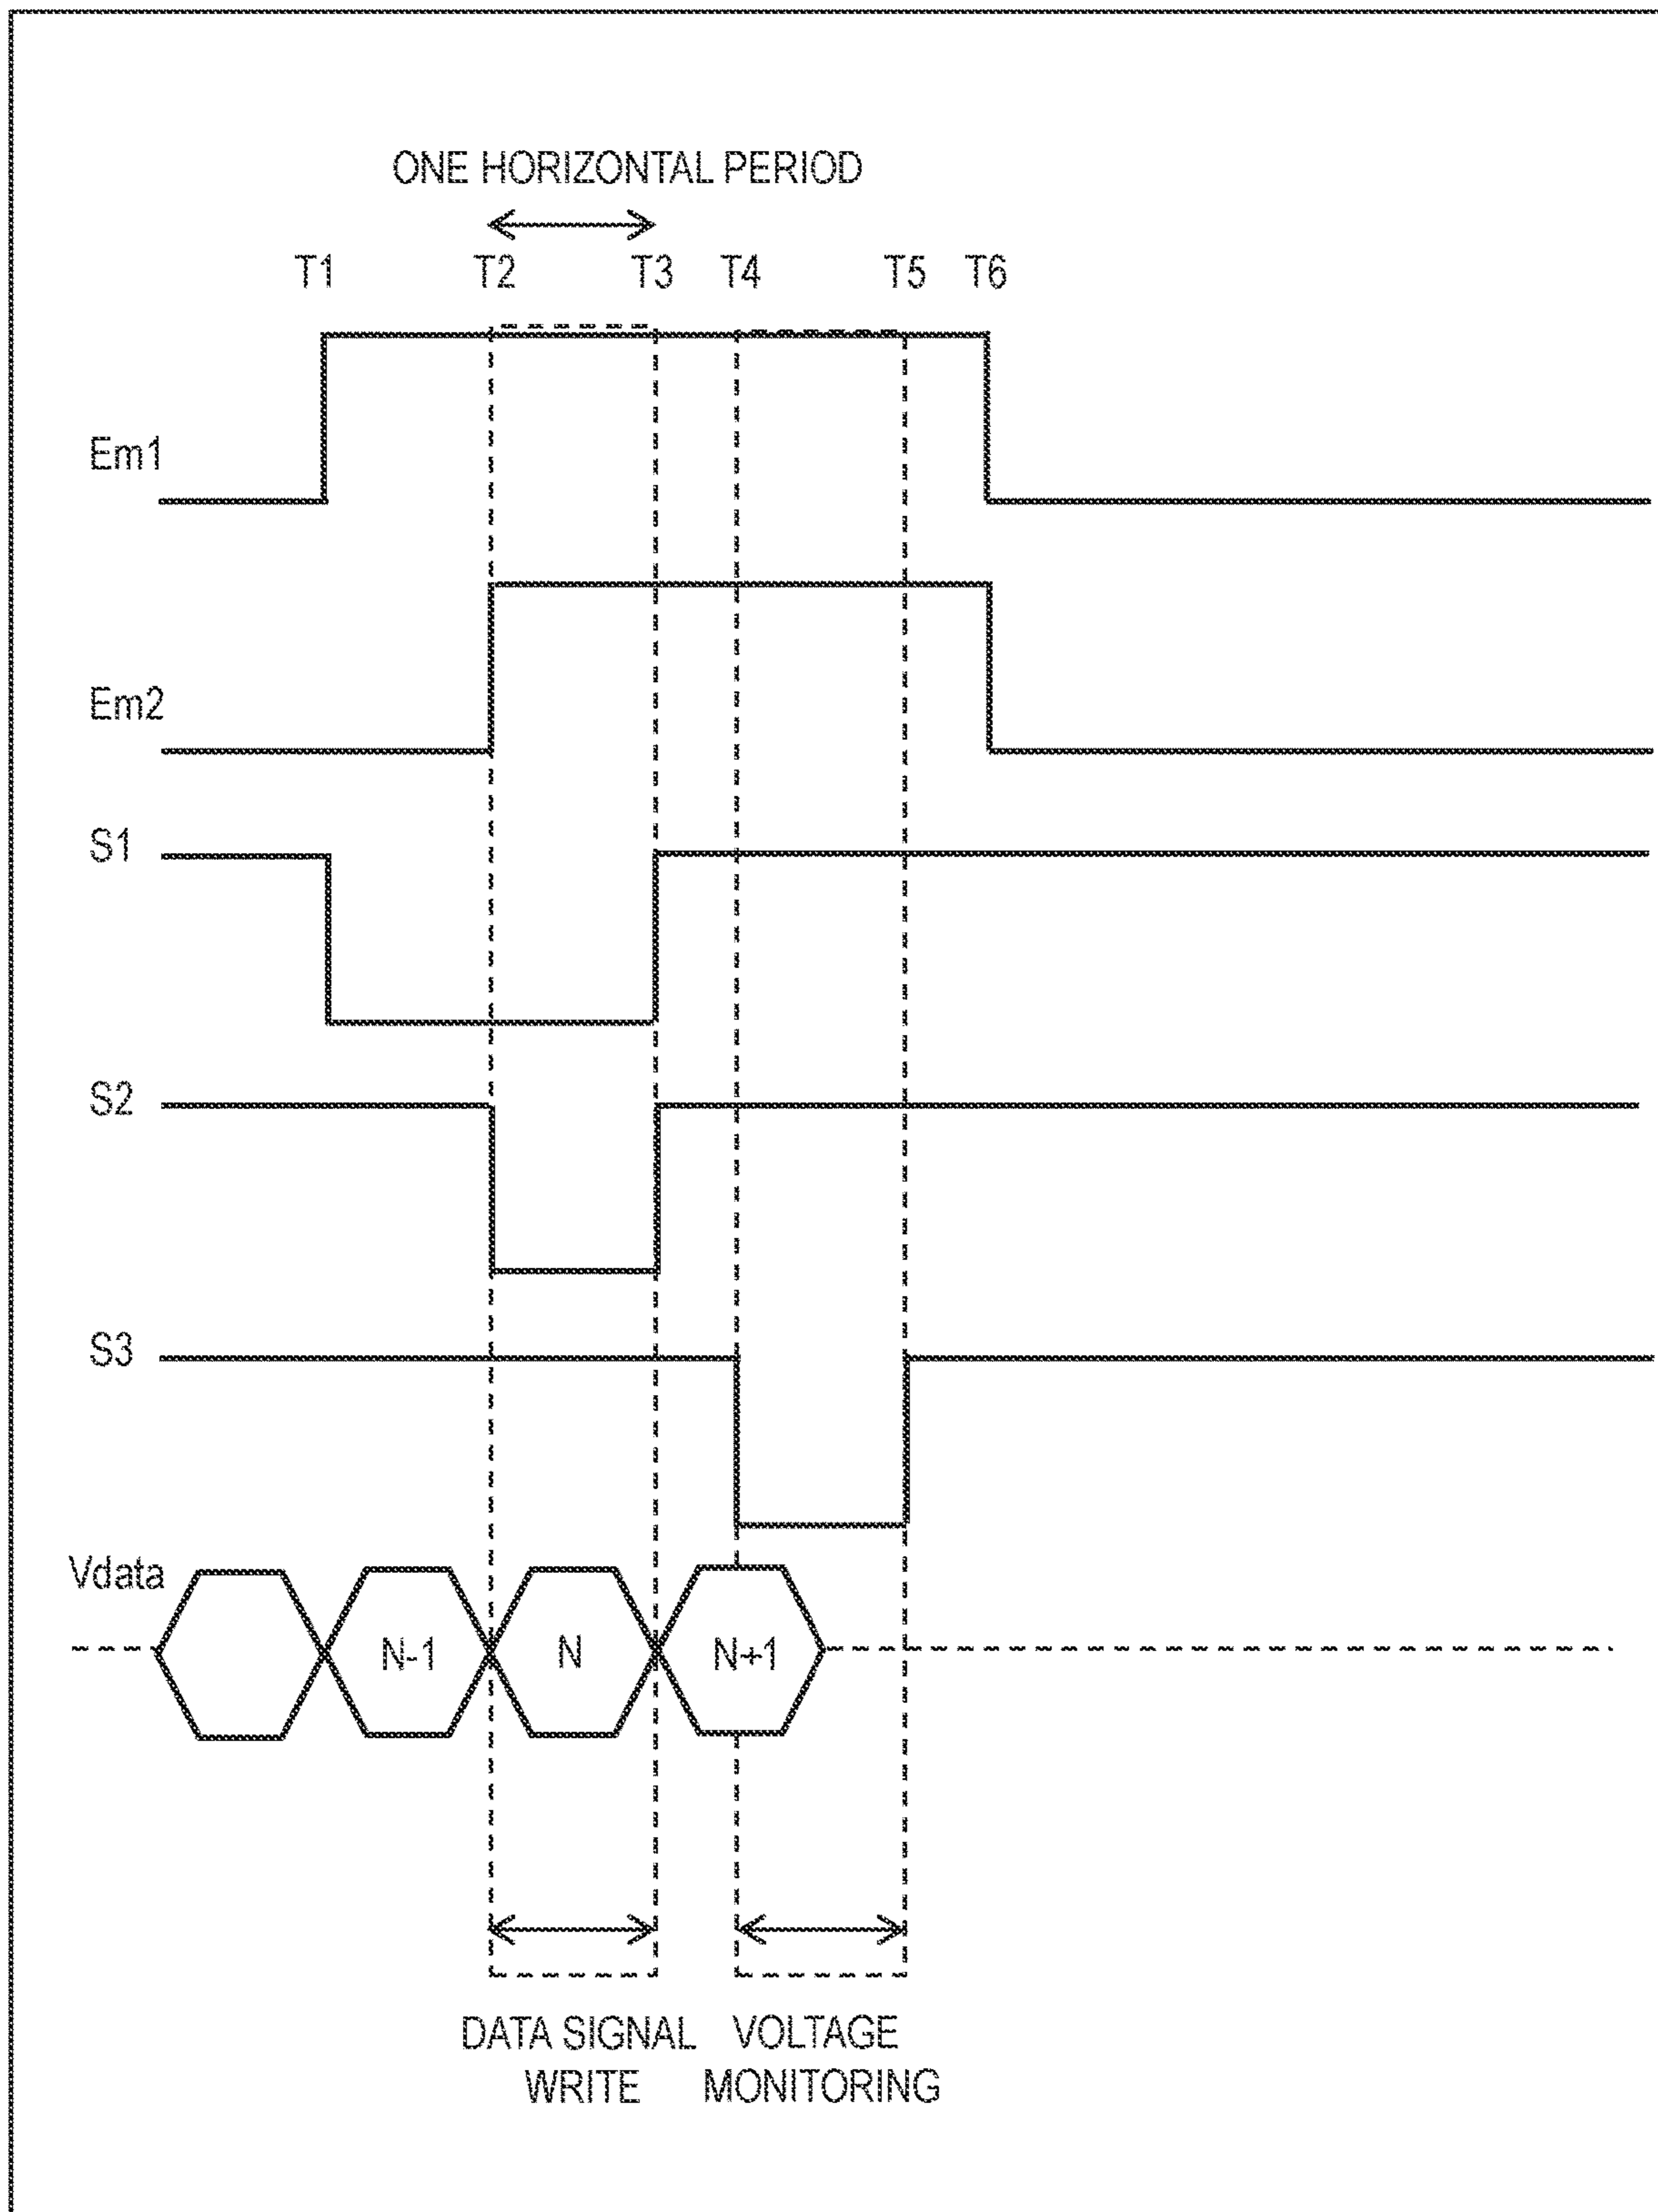 ONE HORIZONTAL PERIOD
T1 T2 T3 T4 T5 T6
Em1
Em2
S1
S2
S3
Vdata
N-1 N N+1
DATA SIGNAL WRITE
VOLTAGE MONITORING